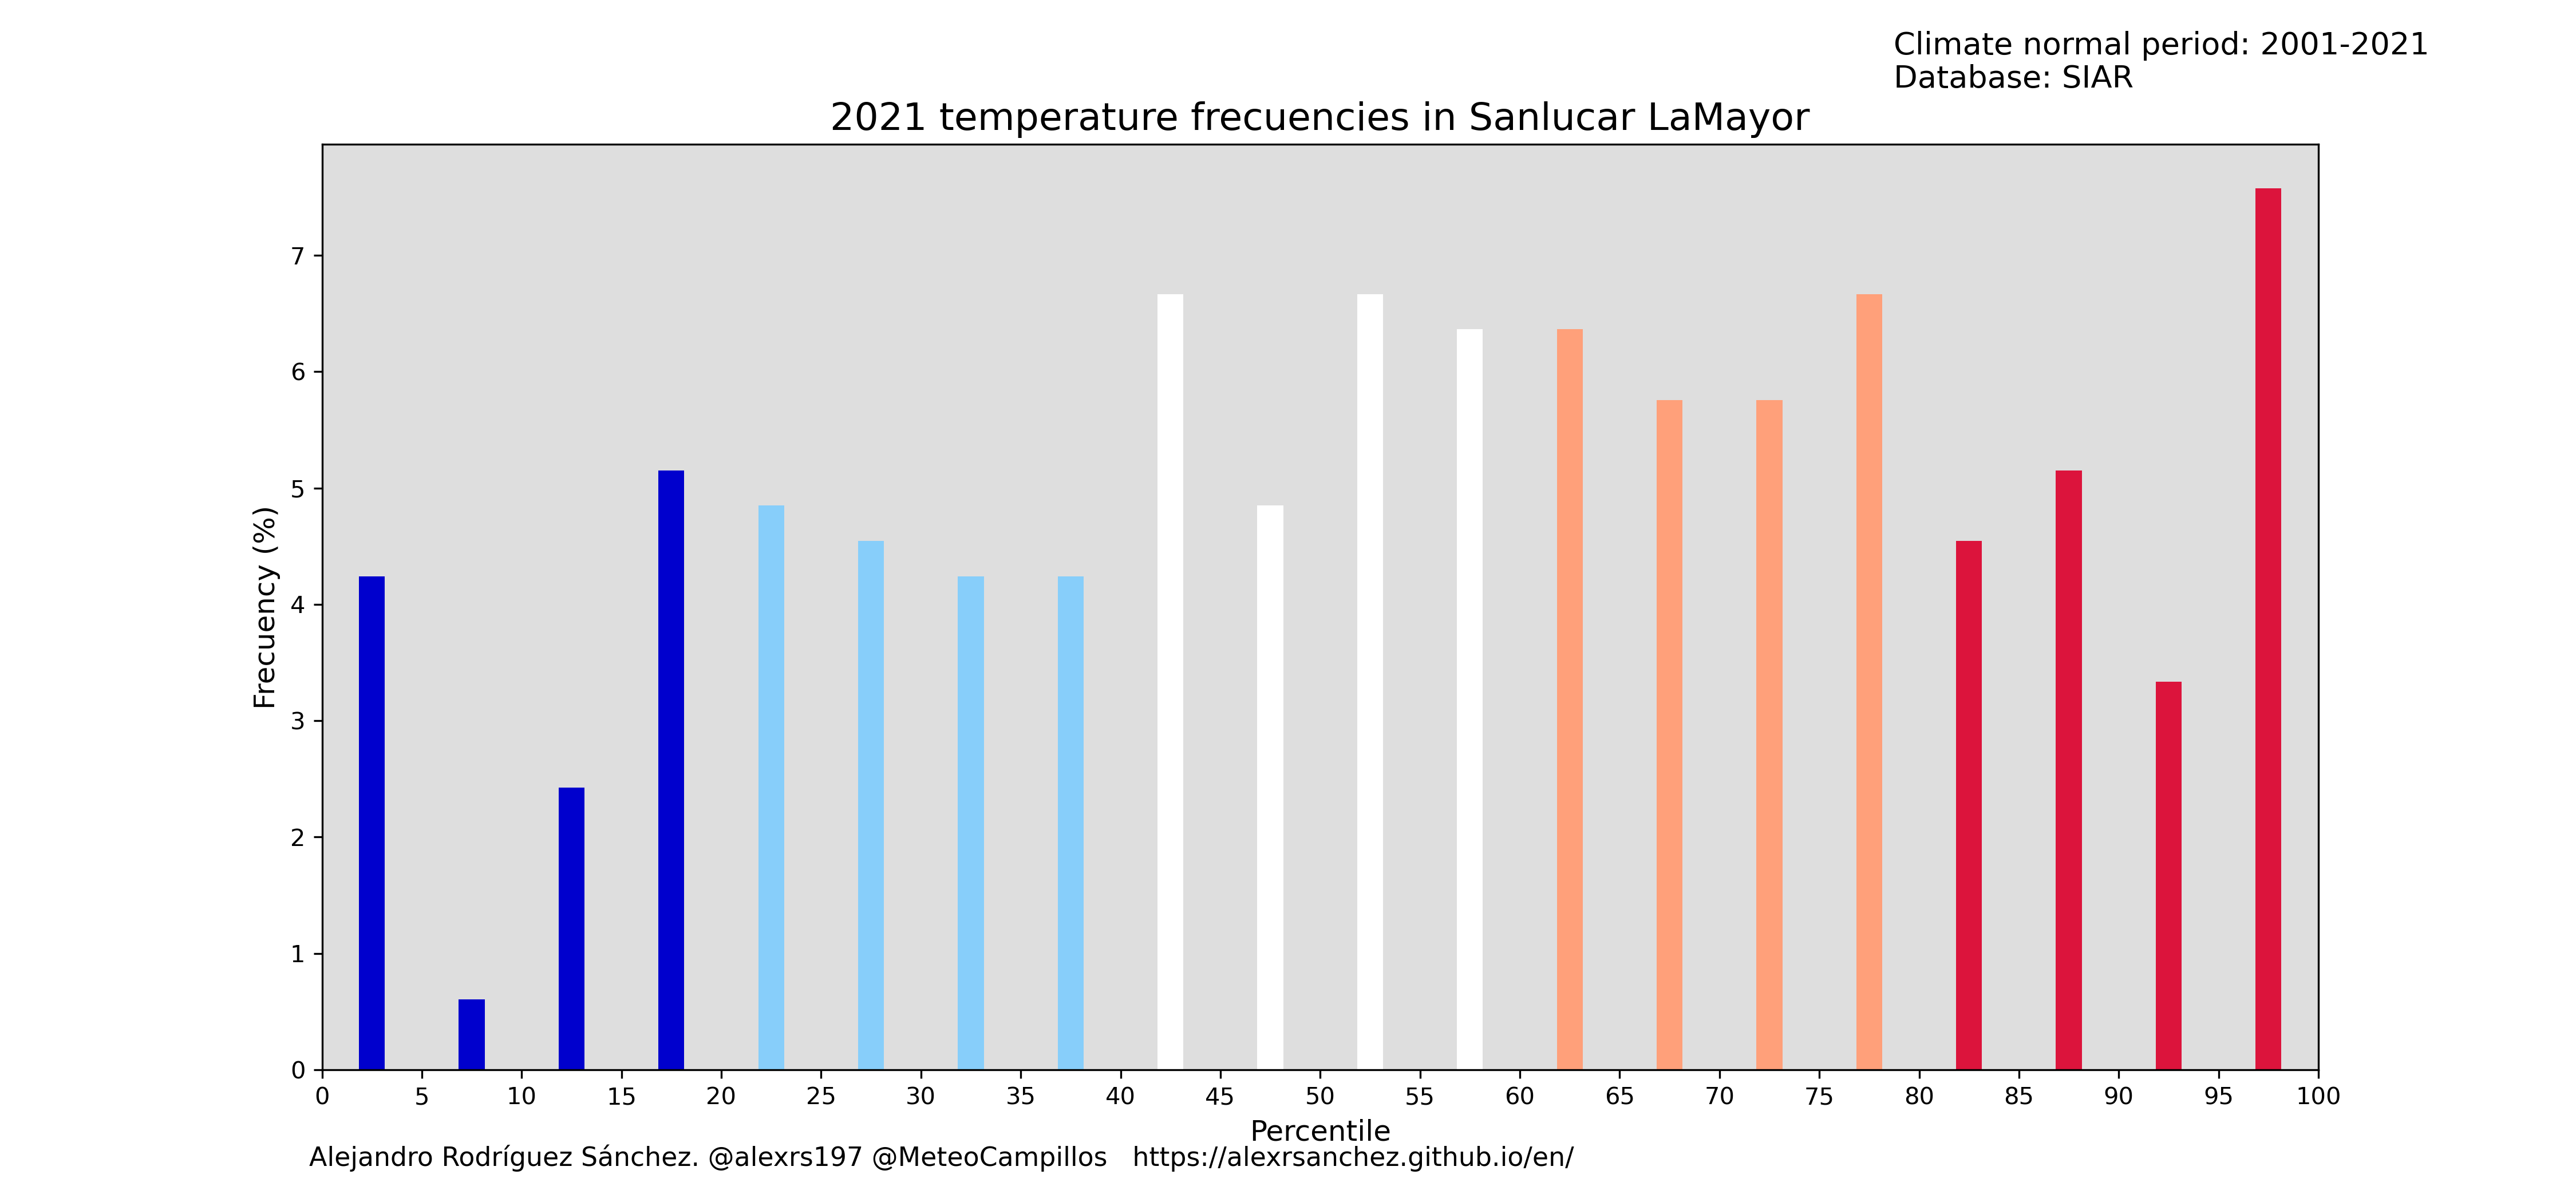 Climate normal period: 2001-2021
Database: SIAR
2021 temperature frecuencies in Sanlucar LaMayor
Frecuency (%)
7
6
5
4
3
2
1
0
0 5 10 15 20 25 30 35 40 45 50 55 60 65 70 75 80 85 90 95 100
Percentile
Alejandro Rodríguez Sánchez. @alexrs197 @MeteoCampillos https://alexrsanchez.github.io/en/